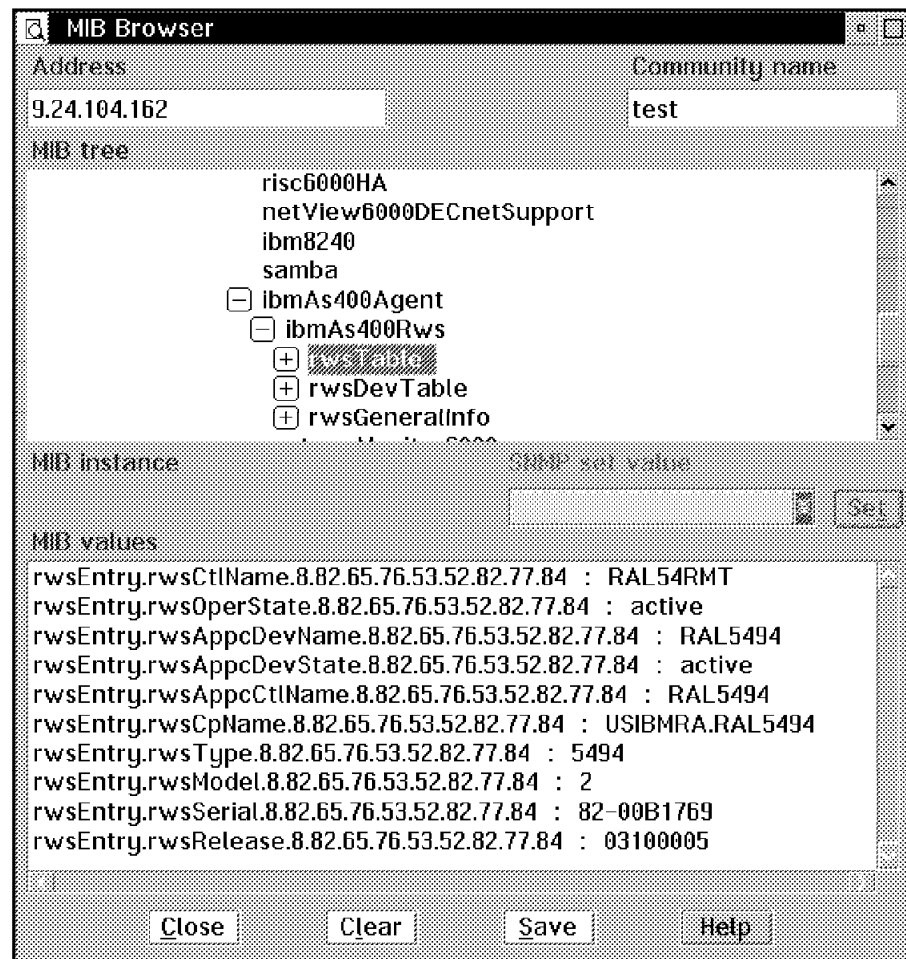 MIB Browser
Address Community name
9.24.104.162 test
MIB tree
risc6000HA
netView6000DECnetSupport
ibm8240
samba
ibmAs400Agent
ibmAs400Rws
rwsTable
rwsDevTable
rwsGeneralInfo
MIB instance SNMP set value
Set
MIB values
rwsEntry.rwsCtlName.8.82.65.76.53.52.82.77.84 : RAL54RMT
rwsEntry.rwsOperState.8.82.65.76.53.52.82.77.84 : active
rwsEntry.rwsAppcDevName.8.82.65.76.53.52.82.77.84 : RAL5494
rwsEntry.rwsAppcDevState.8.82.65.76.53.52.82.77.84 : active
rwsEntry.rwsAppcCtlName.8.82.65.76.53.52.82.77.84 : RAL5494
rwsEntry.rwsCpName.8.82.65.76.53.52.82.77.84 : USIBMRA.RAL5494
rwsEntry.rwsType.8.82.65.76.53.52.82.77.84 : 5494
rwsEntry.rwsModel.8.82.65.76.53.52.82.77.84 : 2
rwsEntry.rwsSerial.8.82.65.76.53.52.82.77.84 : 82-00B1769
rwsEntry.rwsRelease.8.82.65.76.53.52.82.77.84 : 03100005
Close Clear Save Help